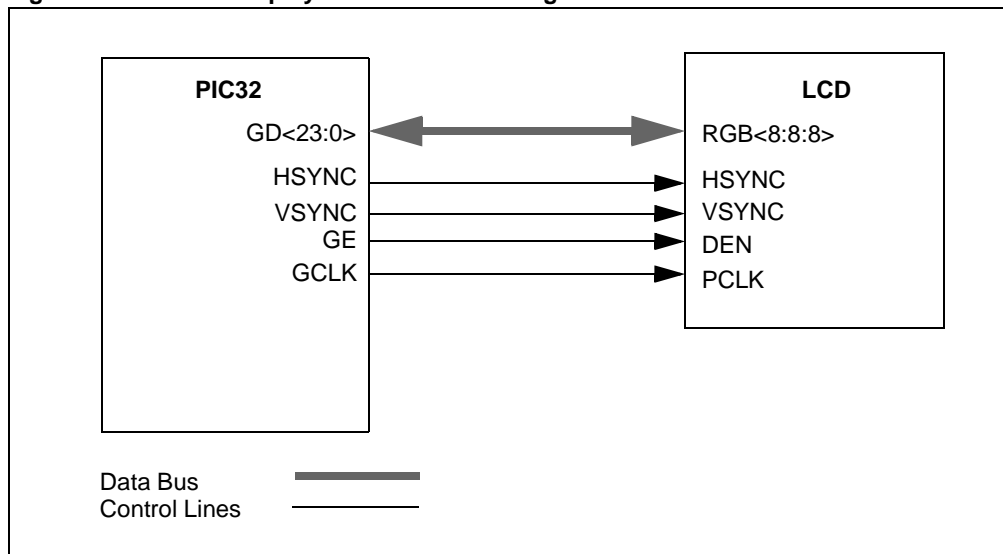 PIC32
LCD
GD<23:0>
RGB<8:8:8>
HSYNC
HSYNC
VSYNC
VSYNC
GE
DEN
GCLK
PCLK
Data Bus
Control Lines